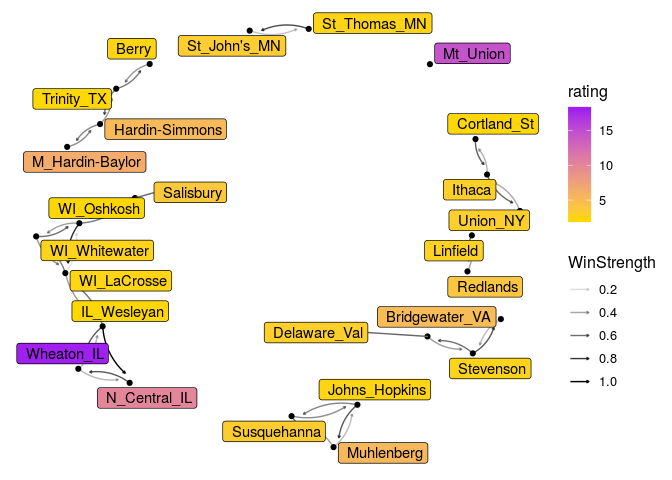 St_Thomas_MN
St_John's_MN
Berry
Mt_Union
rating
Trinity_TX
15
Cortland_St
Hardin-Simmons
10
M_Hardin-Baylor
5
Ithaca
Salisbury
WI_Oshkosh
Union_NY
WI_Whitewater
Linfield
WinStrength
WI_LaCrosse
Redlands
0.2
IL_Wesleyan
Bridgewater_VA
0.4
Delaware_Val
0.6
Wheaton_IL
0.8
Stevenson
1.0
N_Central_IL
Johns_Hopkins
Susquehanna
Muhlenberg